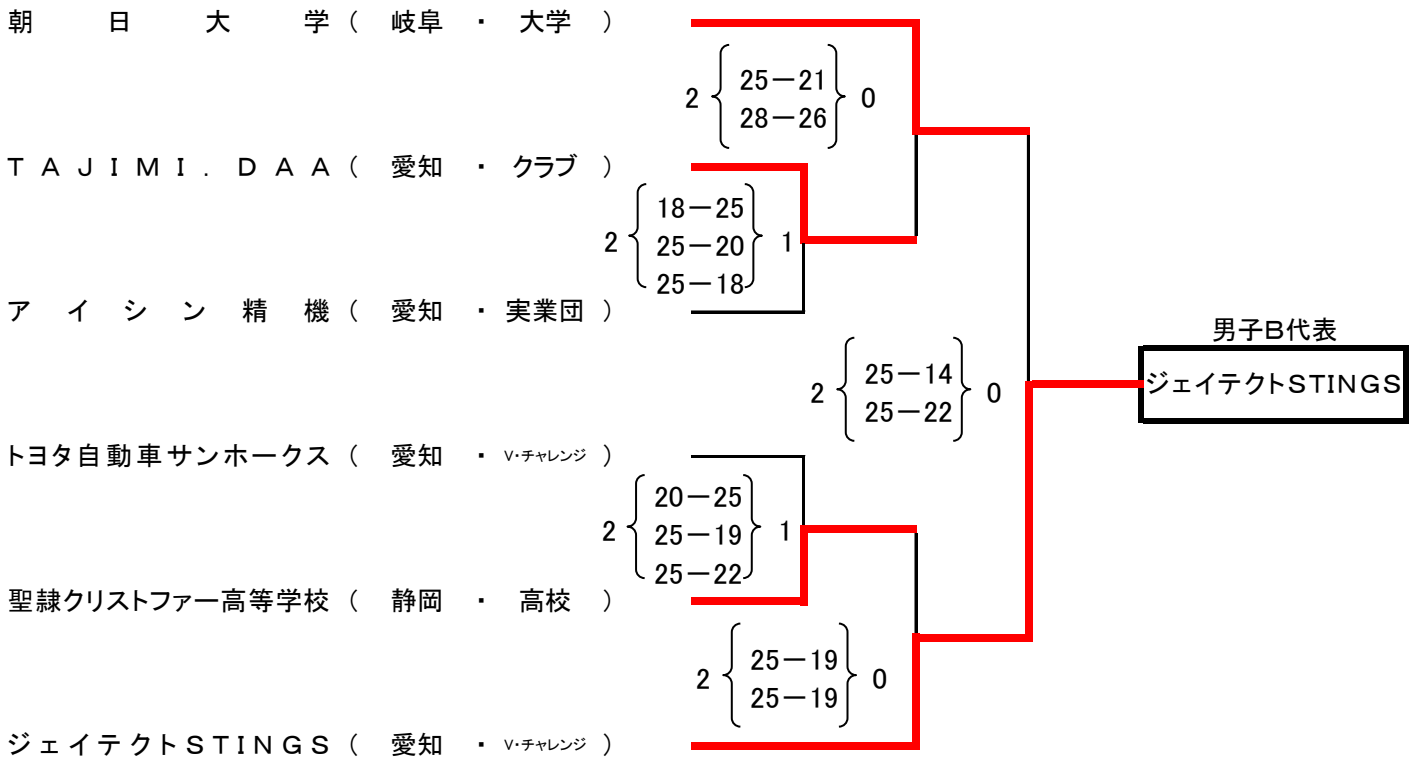 朝日大学（岐阜・大学）
2 25－21 0
28－26
TAJIMI．DAA（愛知・クラブ）
18－25
2 25－20 1
25－18
アイシン精機（愛知・実業団）
男子B代表
ジェイテクトSTINGS
2 25－14 0
25－22
トヨタ自動車サンホークス（愛知・V・チャレンジ）
20－25
2 25－19 1
25－22
聖隷クリストファー高等学校（静岡・高校）
2 25－19 0
25－19
ジェイテクトSTINGS（愛知・V・チャレンジ）